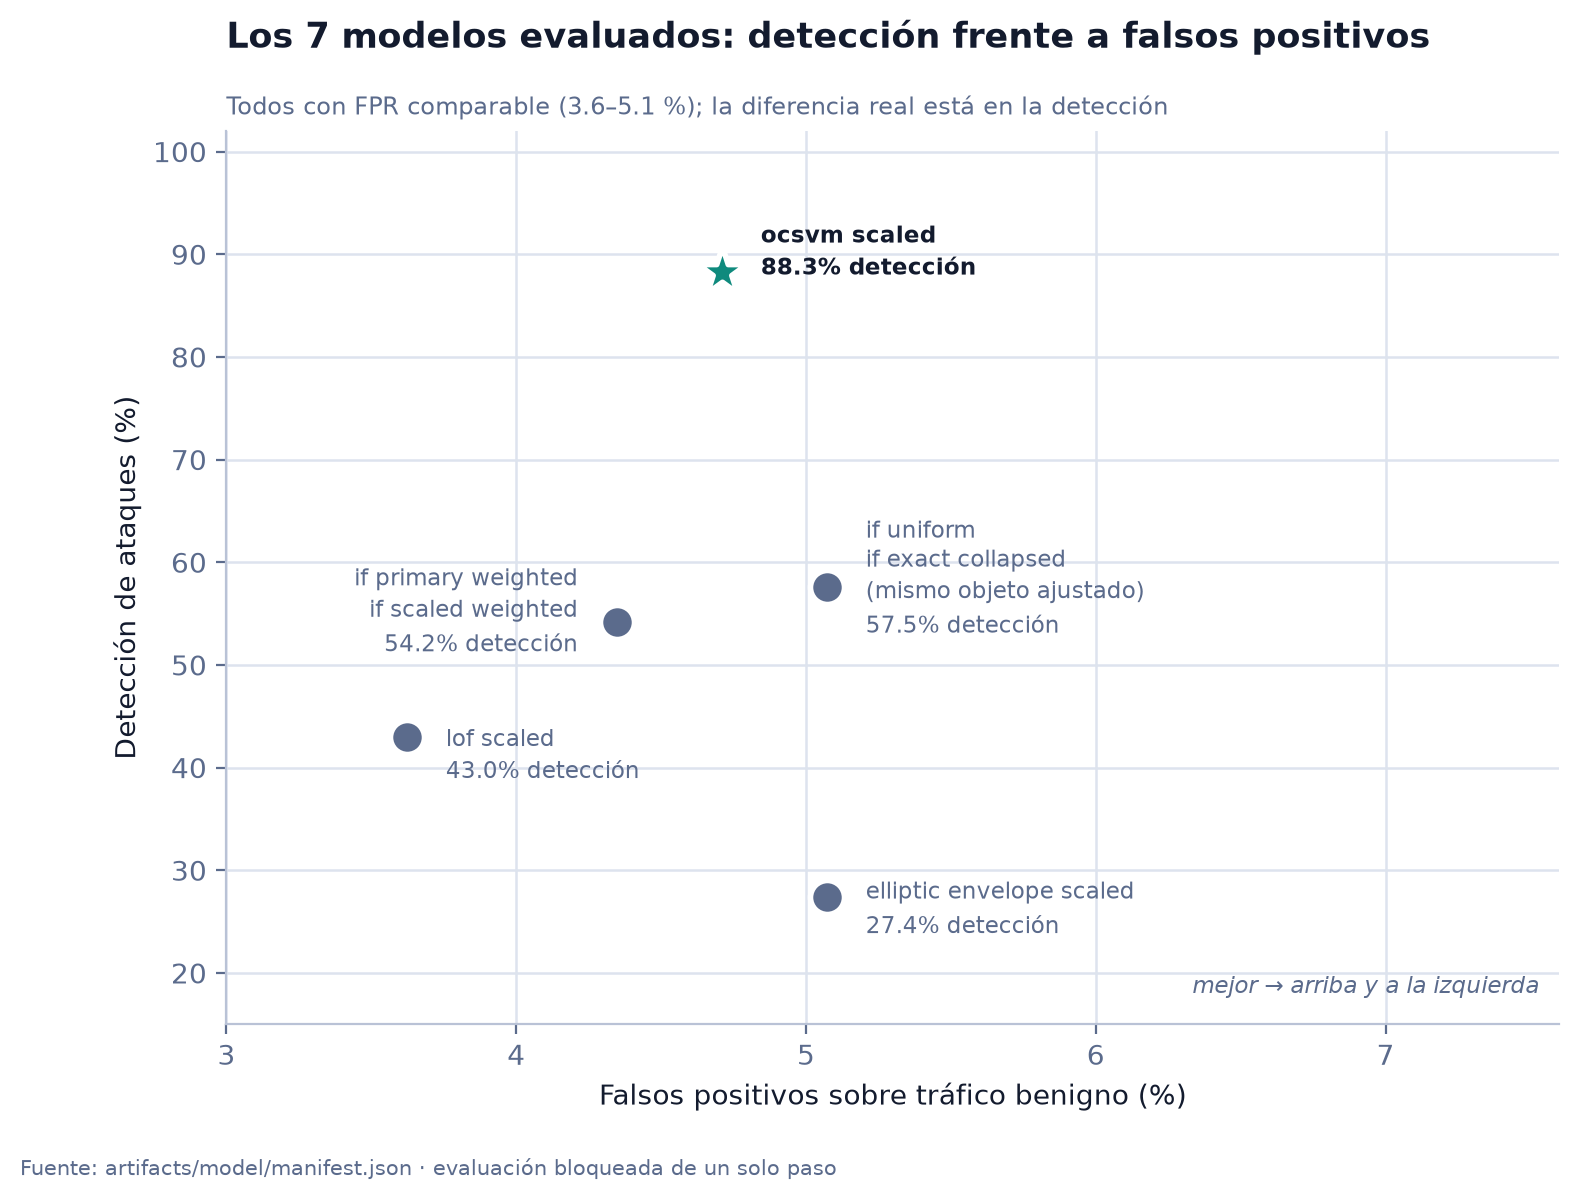 Los 7 modelos evaluados: detección frente a falsos positivos
Todos con FPR comparable (3.6–5.1 %); la diferencia real está en la detección
100
90
80
70
60
50
40
30
20
Detección de ataques (%)
ocsvm scaled
88.3% detección
if uniform
if exact collapsed
(mismo objeto ajustado)
57.5% detección
if primary weighted
if scaled weighted
54.2% detección
lof scaled
43.0% detección
elliptic envelope scaled
27.4% detección
mejor → arriba y a la izquierda
3
4
5
6
7
Falsos positivos sobre tráfico benigno (%)
Fuente: artifacts/model/manifest.json · evaluación bloqueada de un solo paso